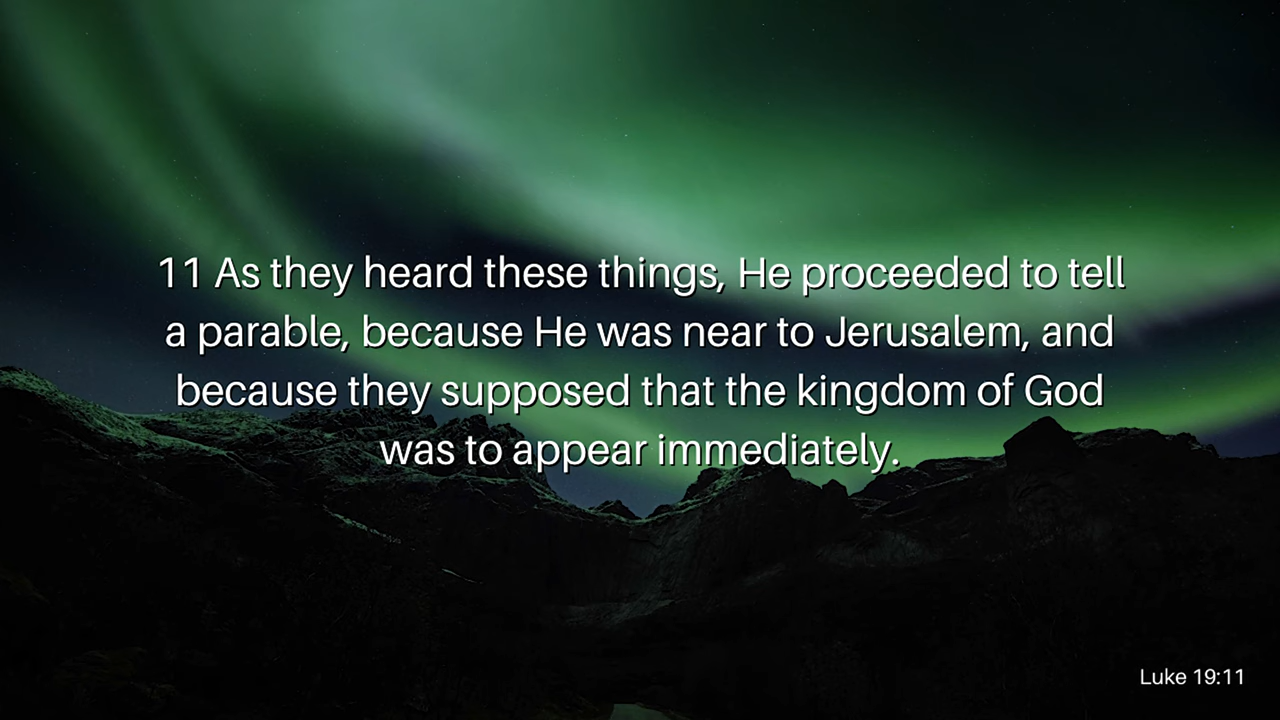 11 As they heard these things, He proceeded to tell
a parable, because He was near to Jerusalem, and
because they supposed that the kingdom of God
was to appear immediately.
Luke 19:11